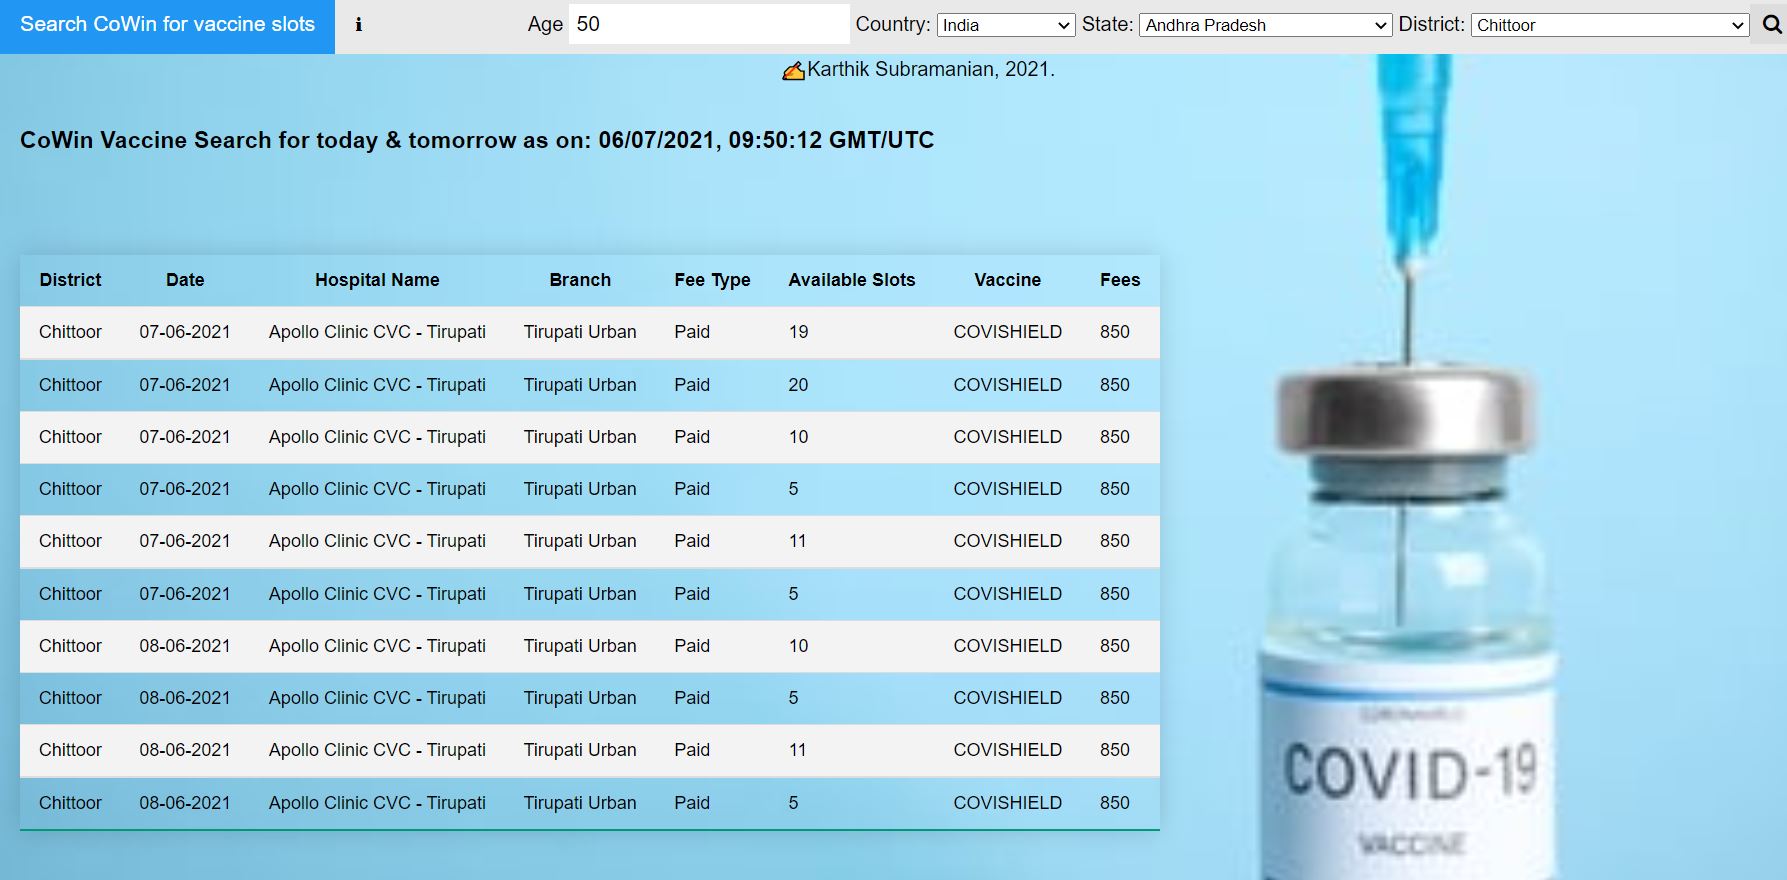 Search CoWin for vaccine slots i Age 50 Country: India State: Andhra Pradesh District: Chittoor
Karthik Subramanian, 2021.
CoWin Vaccine Search for today & tomorrow as on: 06/07/2021, 09:50:12 GMT/UTC
District Date Hospital Name Branch Fee Type Available Slots Vaccine Fees
Chittoor 07-06-2021 Apollo Clinic CVC - Tirupati Tirupati Urban Paid 19 COVISHIELD 850
Chittoor 07-06-2021 Apollo Clinic CVC - Tirupati Tirupati Urban Paid 20 COVISHIELD 850
Chittoor 07-06-2021 Apollo Clinic CVC - Tirupati Tirupati Urban Paid 10 COVISHIELD 850
Chittoor 07-06-2021 Apollo Clinic CVC - Tirupati Tirupati Urban Paid 5 COVISHIELD 850
Chittoor 07-06-2021 Apollo Clinic CVC - Tirupati Tirupati Urban Paid 11 COVISHIELD 850
Chittoor 07-06-2021 Apollo Clinic CVC - Tirupati Tirupati Urban Paid 5 COVISHIELD 850
Chittoor 08-06-2021 Apollo Clinic CVC - Tirupati Tirupati Urban Paid 10 COVISHIELD 850
Chittoor 08-06-2021 Apollo Clinic CVC - Tirupati Tirupati Urban Paid 5 COVISHIELD 850
Chittoor 08-06-2021 Apollo Clinic CVC - Tirupati Tirupati Urban Paid 11 COVISHIELD 850
Chittoor 08-06-2021 Apollo Clinic CVC - Tirupati Tirupati Urban Paid 5 COVISHIELD 850
COVID-19
VACCINE